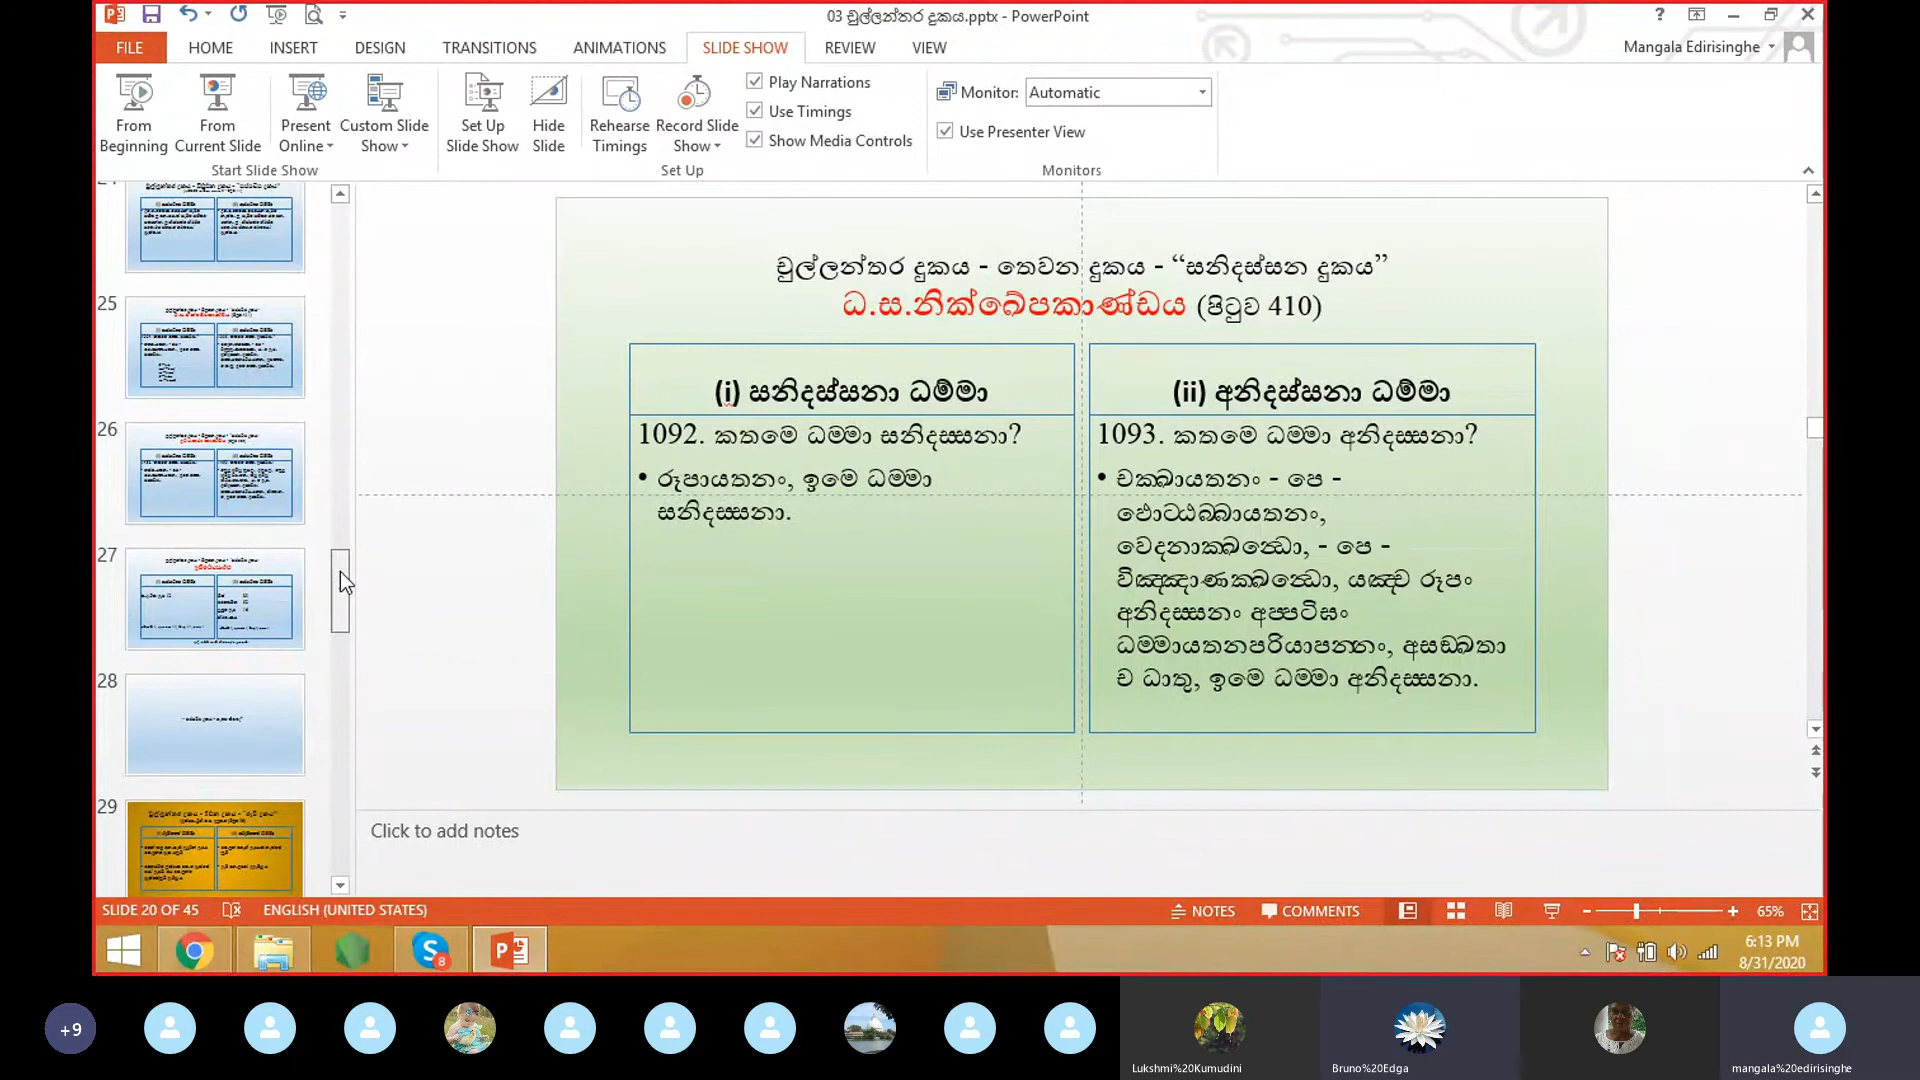 03 චුල්ලන්තර දුකය.pptx - PowerPoint
?
FILE HOME INSERT DESIGN TRANSITIONS ANIMATIONS SLIDE SHOW REVIEW VIEW
Mangala Edirisinghe
From Beginning
From Current Slide
Present Online
Custom Slide Show
Set Up Slide Show
Hide Slide
Rehearse Timings
Record Slide Show
Play Narrations
Use Timings
Show Media Controls
Monitor: Automatic
Use Presenter View
Start Slide Show
Set Up
Monitors
25
26
27
28
29
චුල්ලන්තර දුකය - තෙවන දුකය - “සනිදස්සන දුකය”
ධ.ස.නික්ඛේපකාණ්ඩය (පිටුව 410)
(i) සනිදස්සනා ධම්මා
1092. කතමෙ ධම්මා සනිදස්සනා?
• රූපායතනං, ඉමෙ ධම්මා
සනිදස්සනා.
(ii) අනිදස්සනා ධම්මා
1093. කතමෙ ධම්මා අනිදස්සනා?
• චක්ඛායතනං - පෙ -
ඵොට්ඨබ්බායතනං,
වෙදනාක්ඛන්ධො, - පෙ -
විඤ්ඤාණක්ඛන්ධො, යඤ්ච රූපං
අනිදස්සනං අප්පටිඝං
ධම්මායතනපරියාපන්නං, අසඞ්ඛතා
ච ධාතු, ඉමෙ ධම්මා අනිදස්සනා.
Click to add notes
SLIDE 20 OF 45 ENGLISH (UNITED STATES)
NOTES COMMENTS 65%
8
6:13 PM
8/31/2020
+9
Lukshmi%20Kumudini
Bruno%20Edga
mangala%20edirisinghe